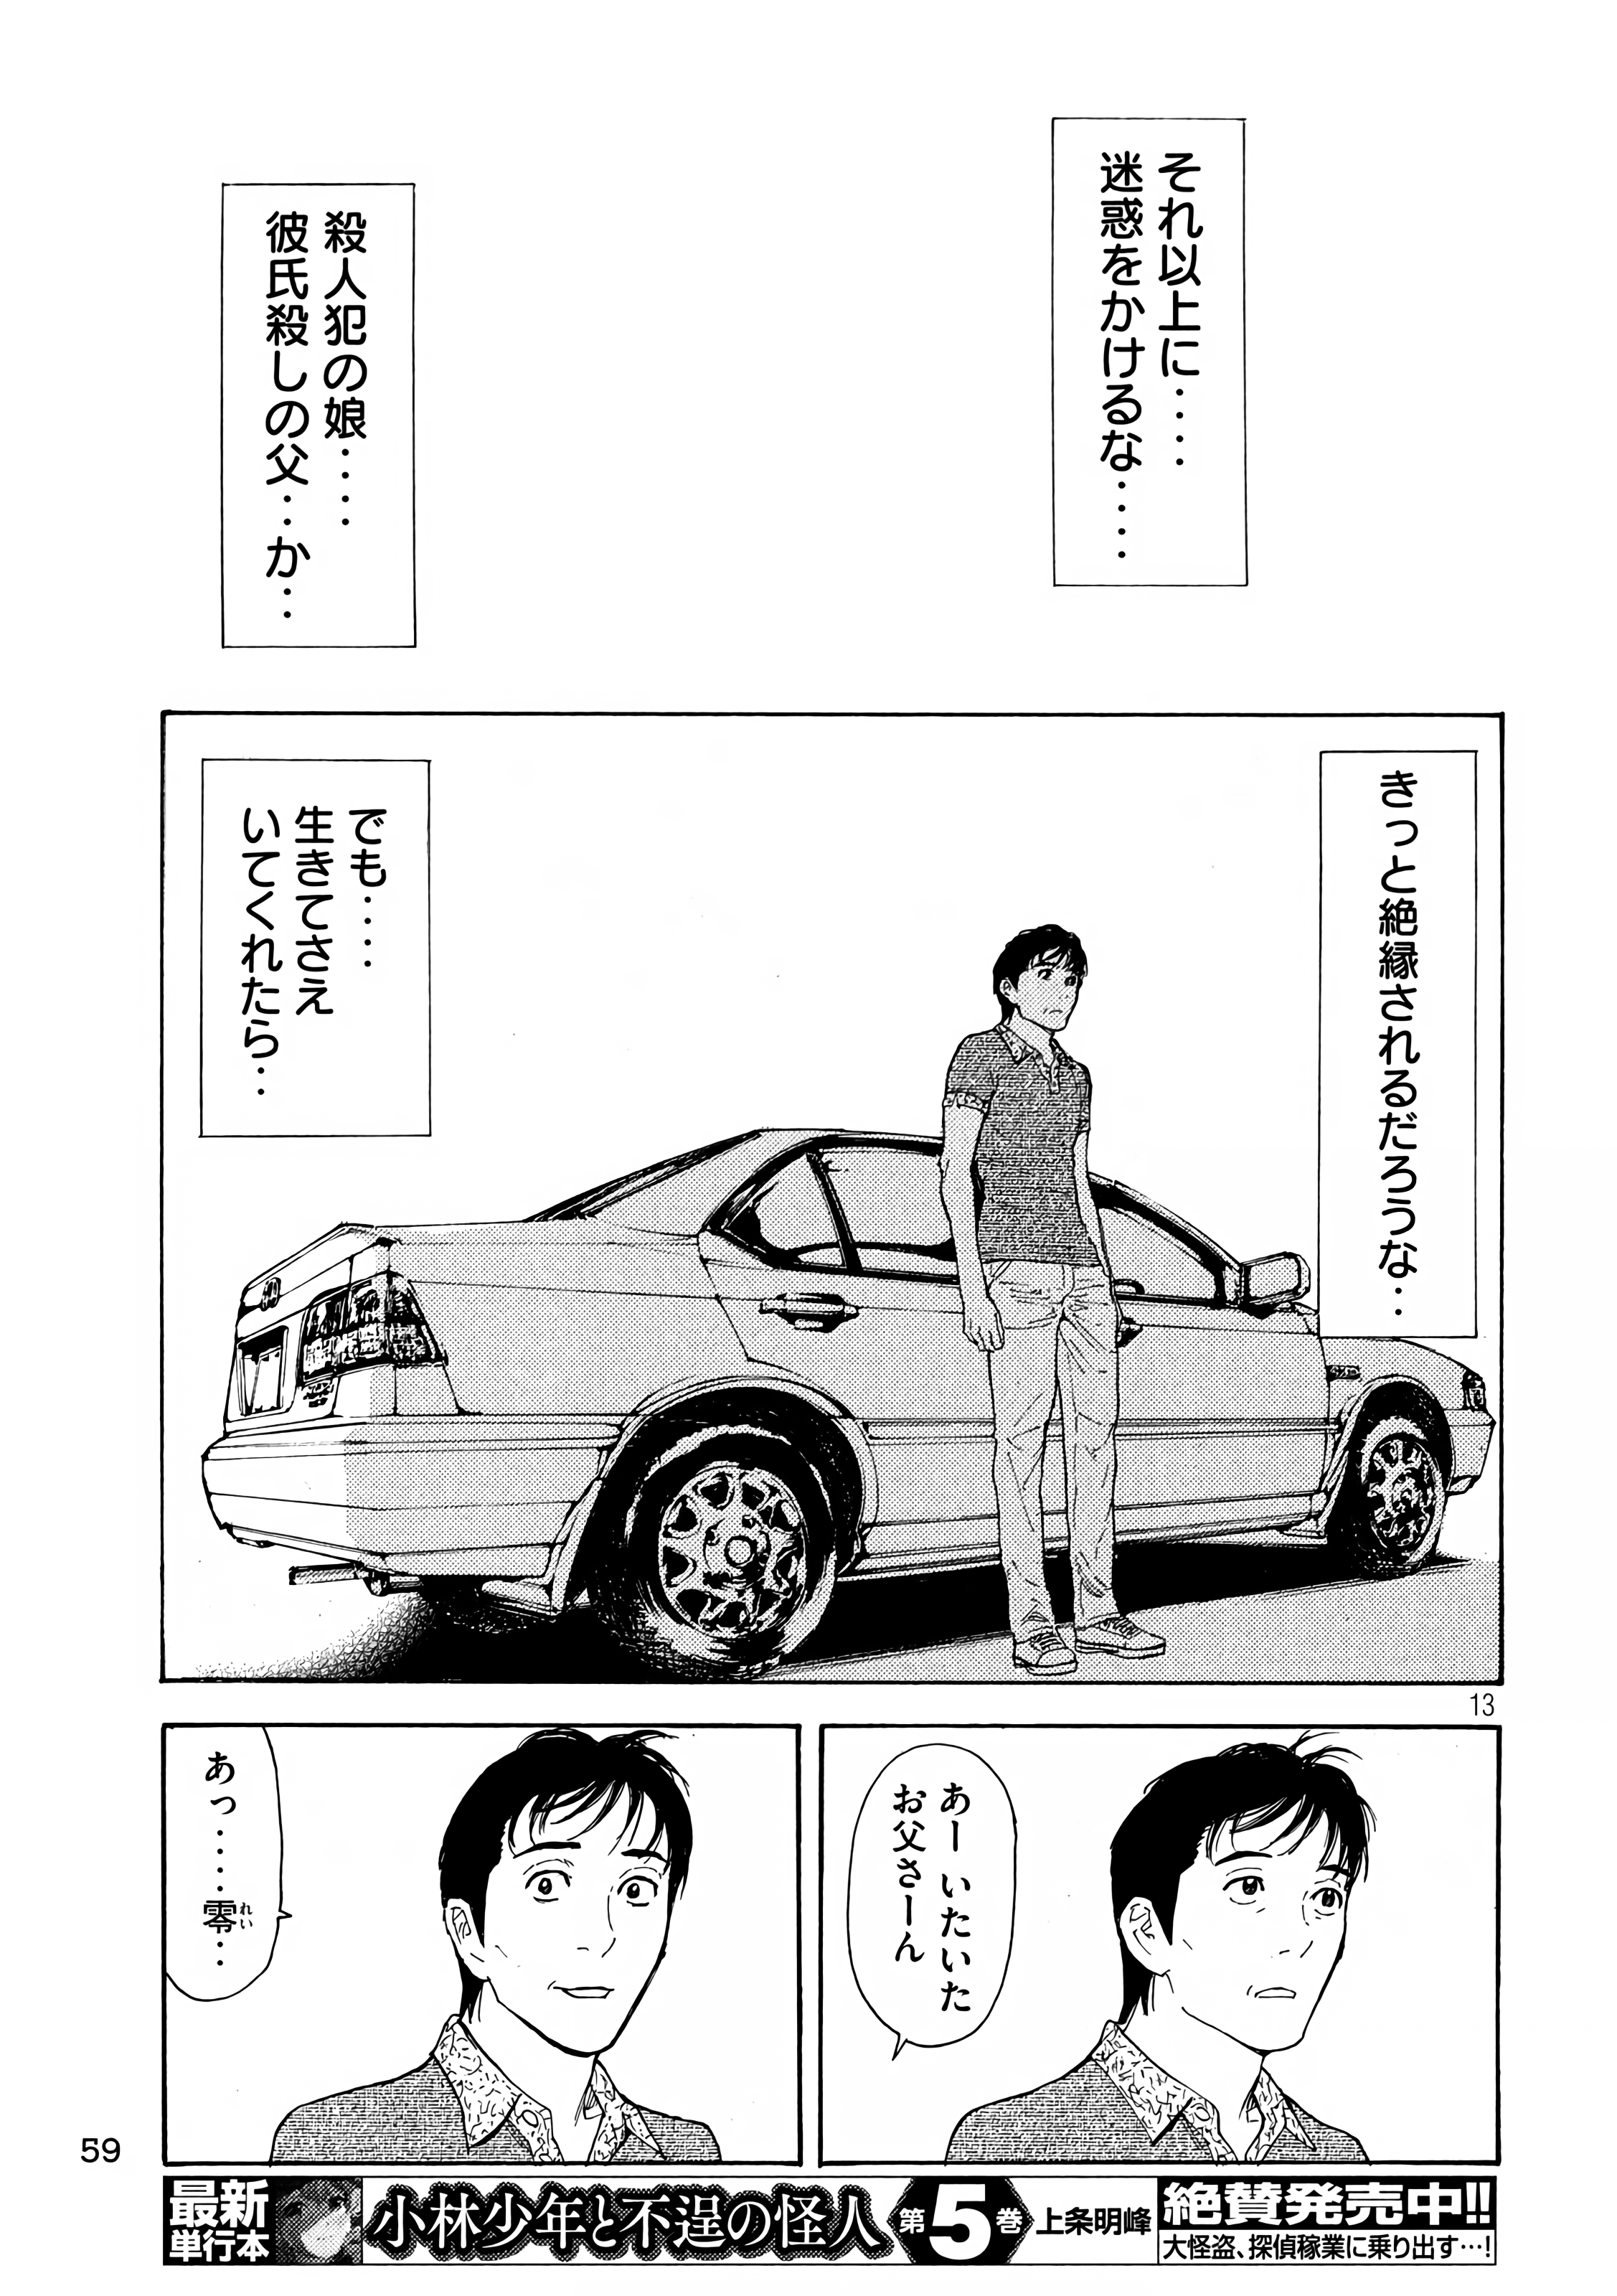 それ以上に‥‥
迷惑をかけるな‥‥
殺人犯の娘‥‥
彼氏殺しの父‥か‥
きっと絶縁されるだろうな‥
でも‥‥
生きてさえ
いてくれたら‥
13
あー いたいた
お父さーん
あっ‥‥零‥
れい
59
最新
単行本
小林少年と不逞の怪人
第5巻
上条明峰
絶賛発売中!!
大怪盗、探偵稼業に乗り出す…!